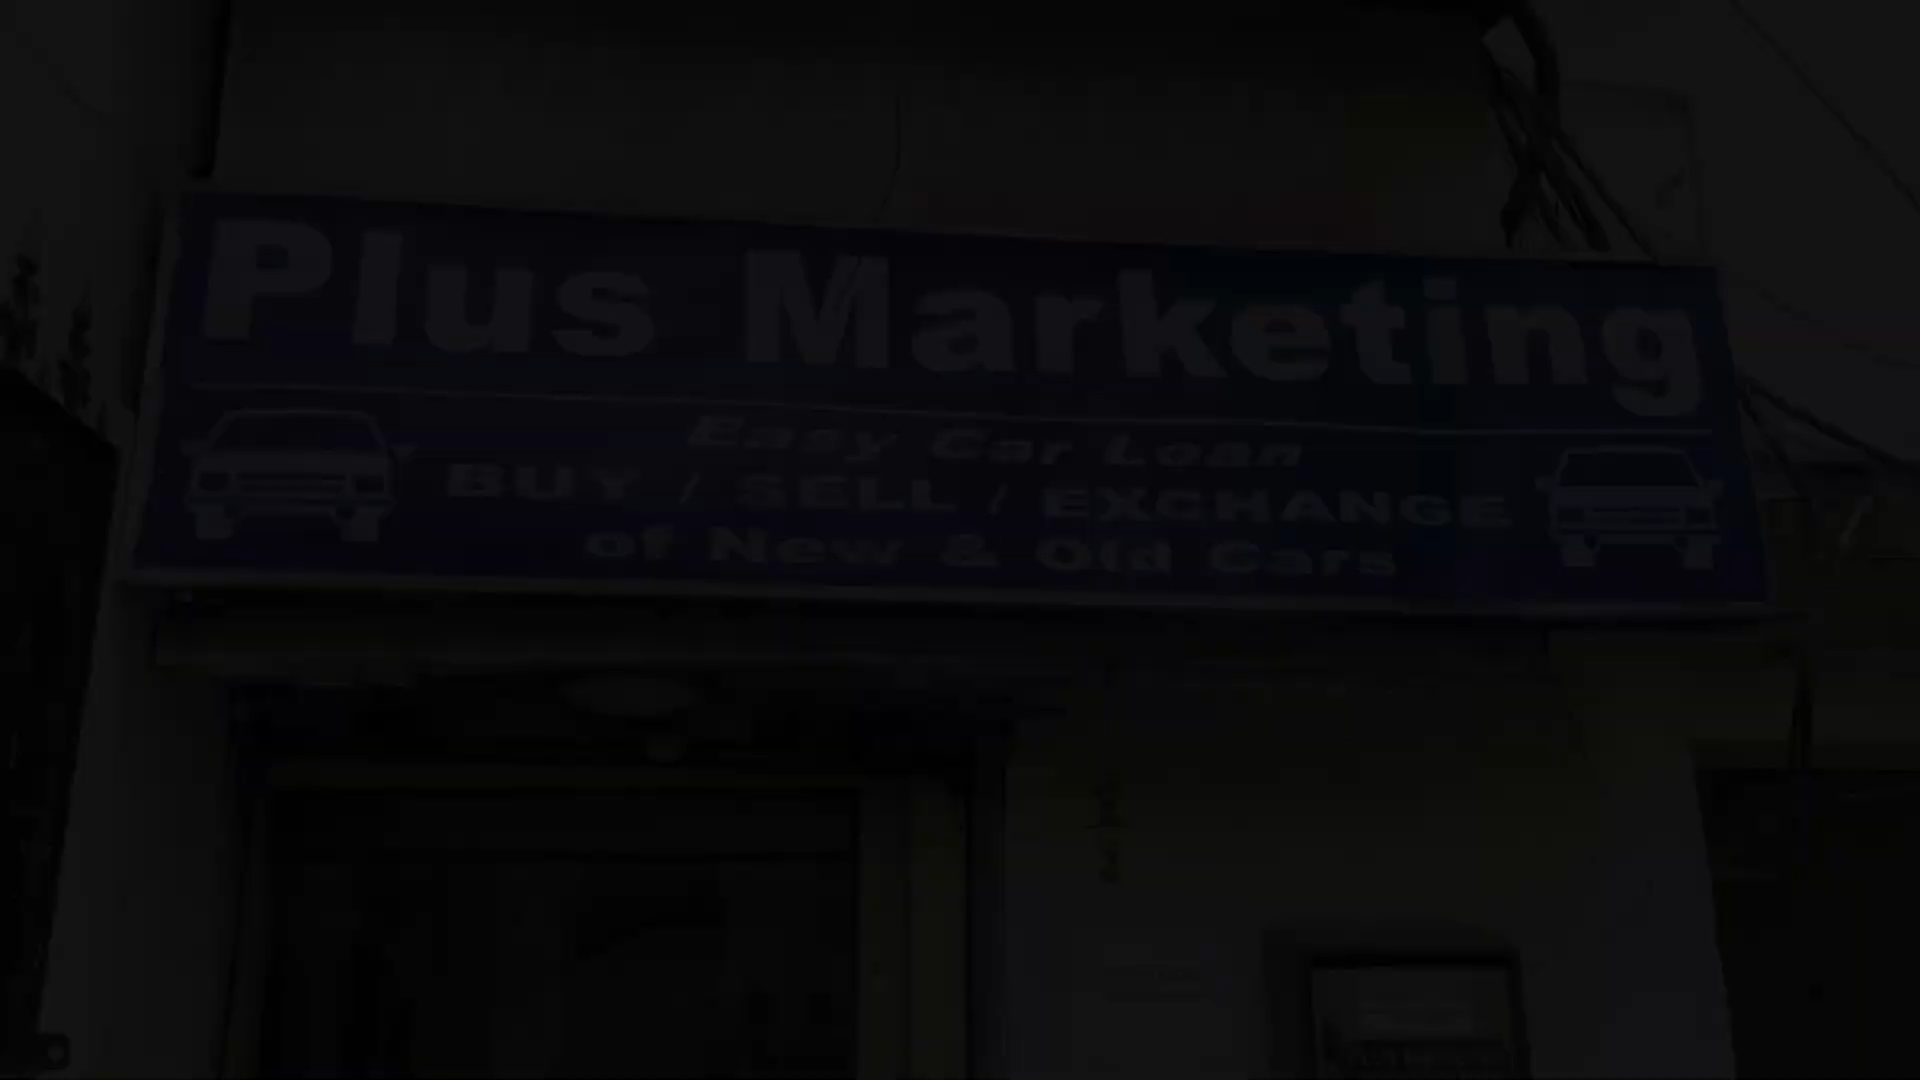 Plus Marketing
Easy Car Loan
BUY / SELL / EXCHANGE
of New & Old Cars